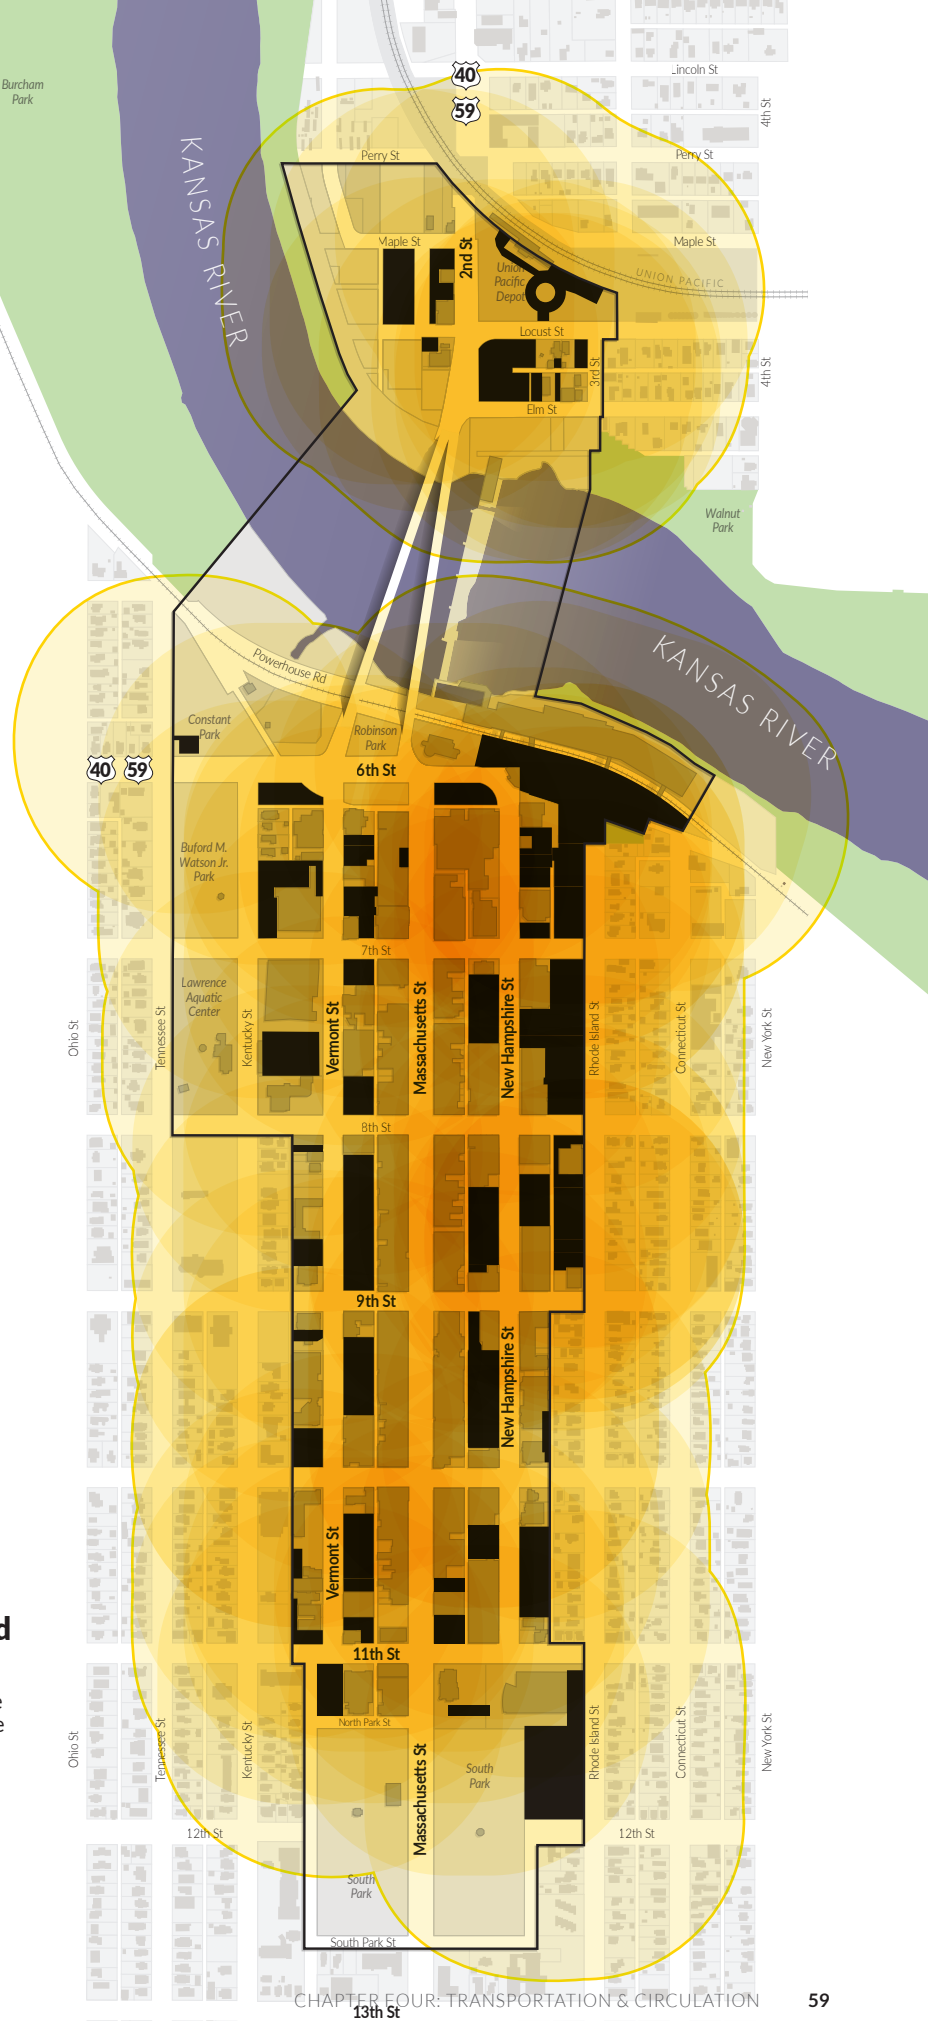 40
59
Lincoln St
Burcham
Park
4th St
Perry St
Perry St
KANSAS RIVER
Maple St
2nd St
Maple St
Union
Pacific
Depot
UNION PACIFIC
Locust St
3rd St
4th St
Elm St
Walnut
Park
KANSAS RIVER
Powerhouse Rd
Constant
Park
Robinson
Park
40
59
6th St
Buford M.
Watson Jr.
Park
7th St
Lawrence
Aquatic
Center
Ohio St
Tennessee St
Kentucky St
Vermont St
Massachusetts St
New Hampshire St
Rhode Island St
Connecticut St
New York St
8th St
9th St
New Hampshire St
Vermont St
d
11th St
e
e
North Park St
Ohio St
Tennessee St
Kentucky St
Massachusetts St
South
Park
Rhode Island St
Connecticut St
New York St
12th St
12th St
South
Park
South Park St
CHAPTER FOUR: TRANSPORTATION & CIRCULATION 59
13th St